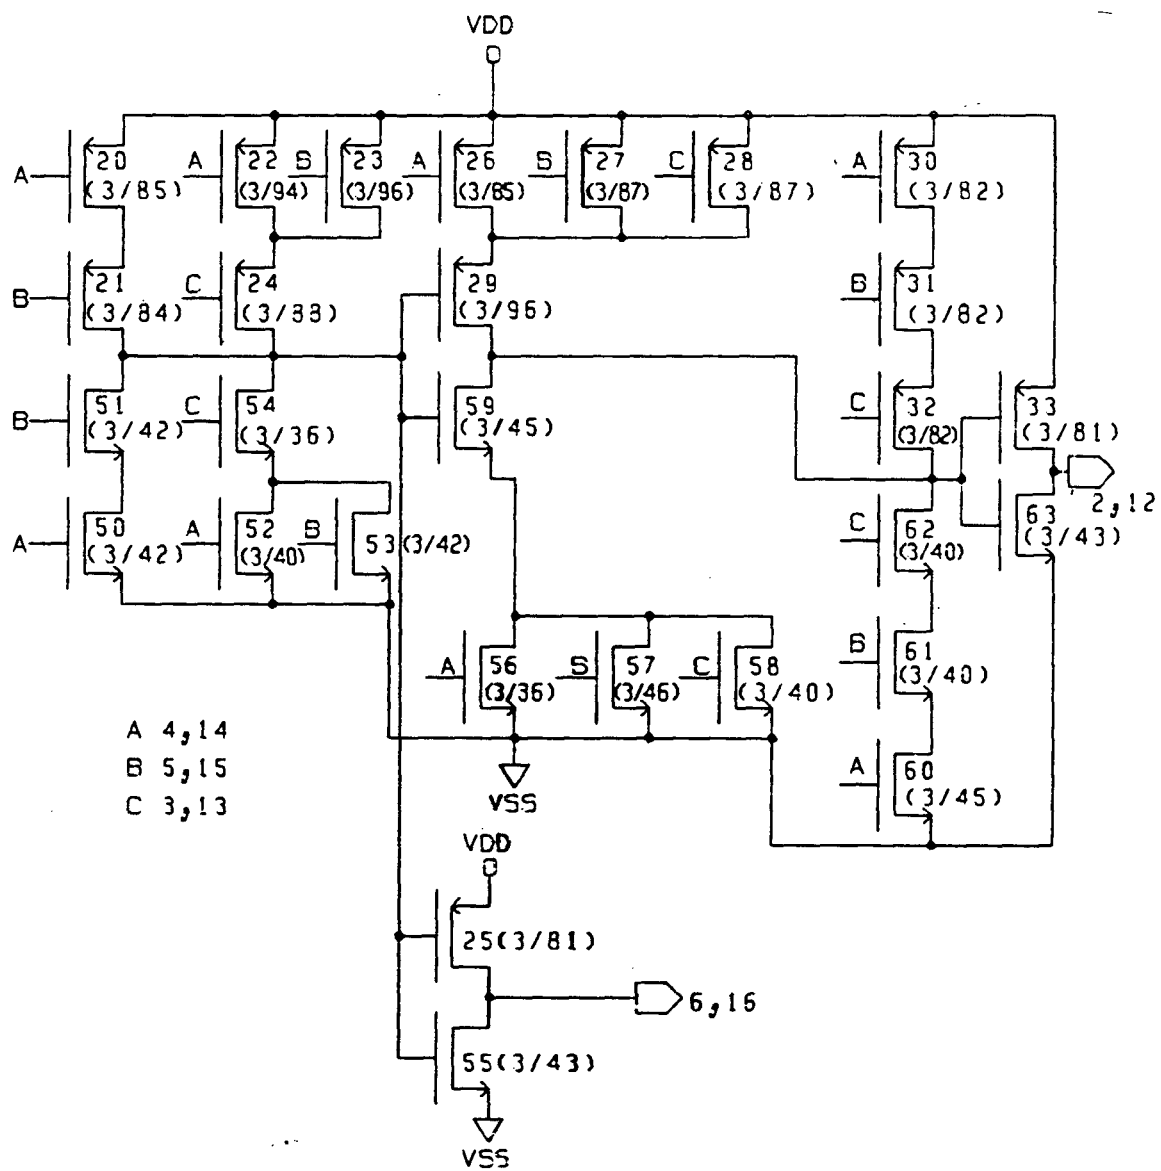 VDD
A 20 (3/85)
A 22 (3/94)
B 23 (3/96)
A 26 (3/85)
B 27 (3/87)
C 28 (3/87)
A 30 (3/82)
B 21 (3/84)
C 24 (3/88)
29 (3/96)
B 31 (3/82)
B 51 (3/42)
C 54 (3/36)
59 (3/45)
C 32 (3/82)
33 (3/81)
2,12
A 50 (3/42)
A 52 (3/40)
B 53 (3/42)
C 62 (3/40)
63 (3/43)
A 56 (3/36)
B 57 (3/46)
C 58 (3/40)
B 61 (3/40)
A 60 (3/45)
VSS
A 4,14
B 5,15
C 3,13
VDD
25(3/81)
6,16
55(3/43)
VSS